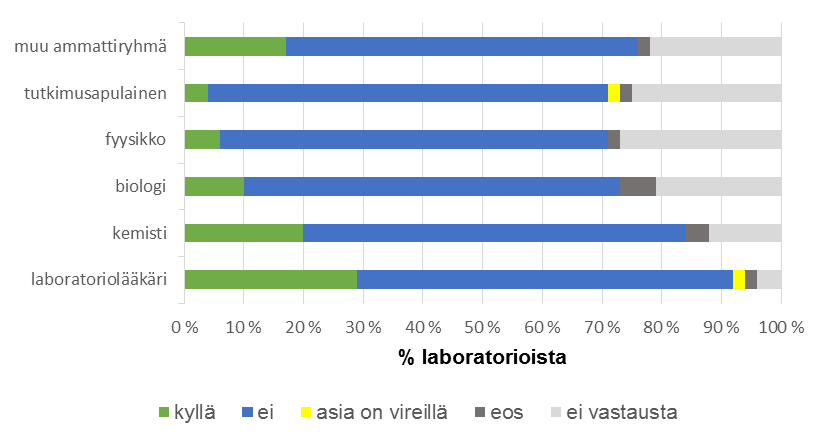 muu ammattiryhmä
tutkimusapulainen
fyysikko
biologi
kemisti
laboratoriolääkäri
0 % 10 % 20 % 30 % 40 % 50 % 60 % 70 % 80 % 90 % 100 %
% laboratorioista
kyllä ei asia on vireillä eos ei vastausta